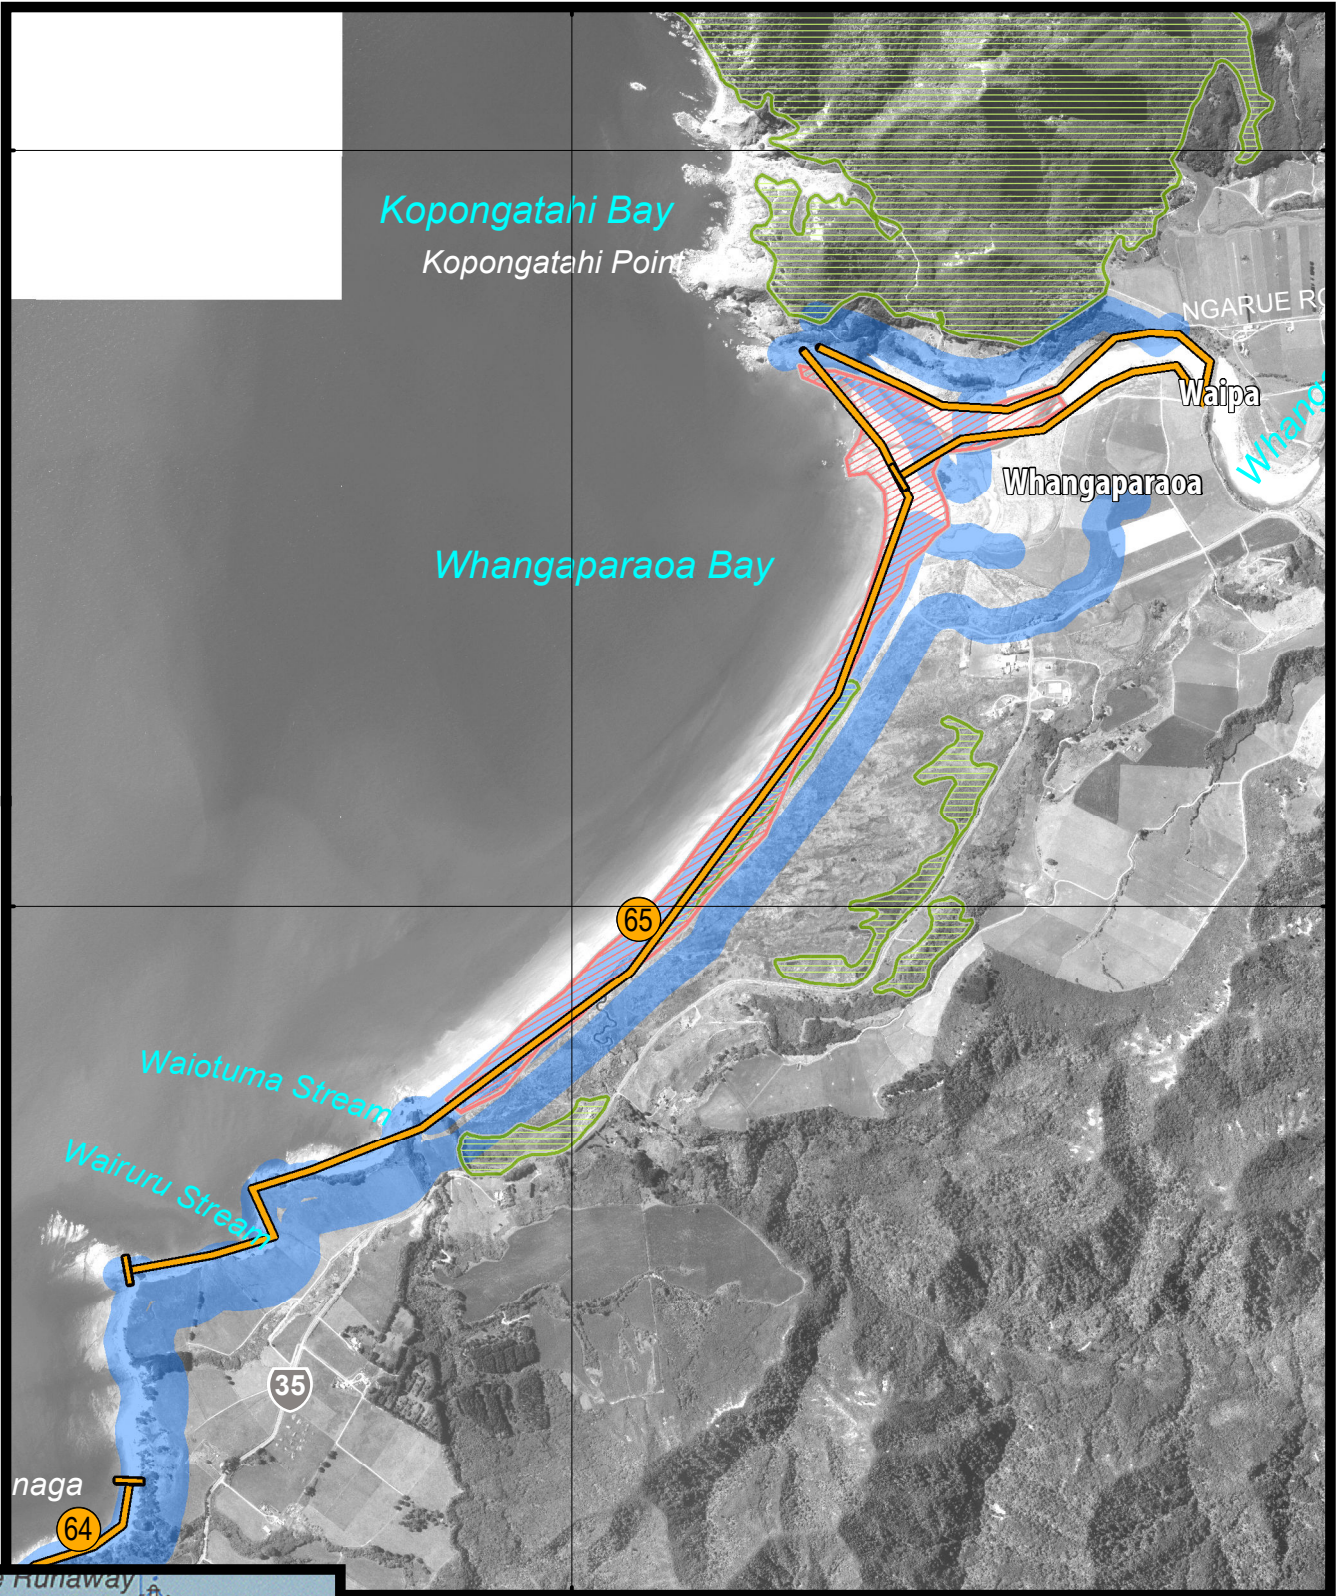 Kopongatahi Bay
Kopongatahi Point
NGARUE
Waipa
Whangaparaoa
Whangaparaoa Bay
65
Waiotuma Stream
Wairuru Stream
35
naga
64
Runaway